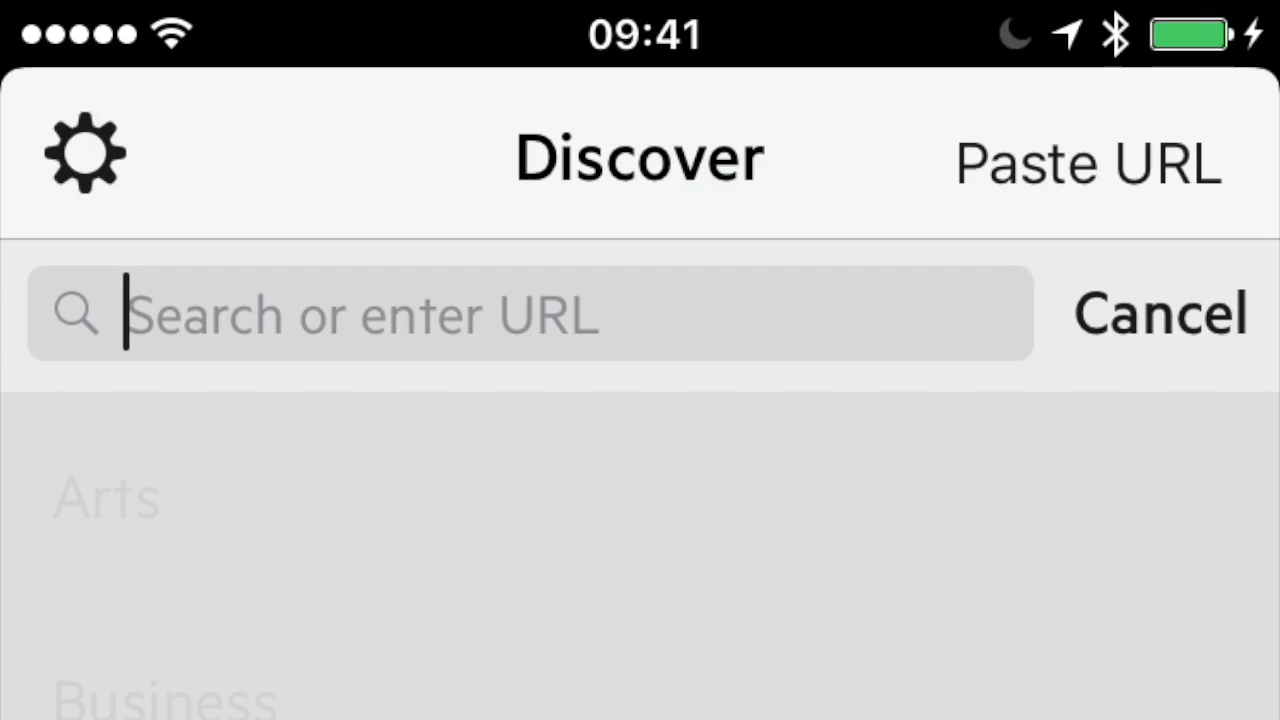 09:41
Discover
Paste URL
Search or enter URL
Cancel
Arts
Business